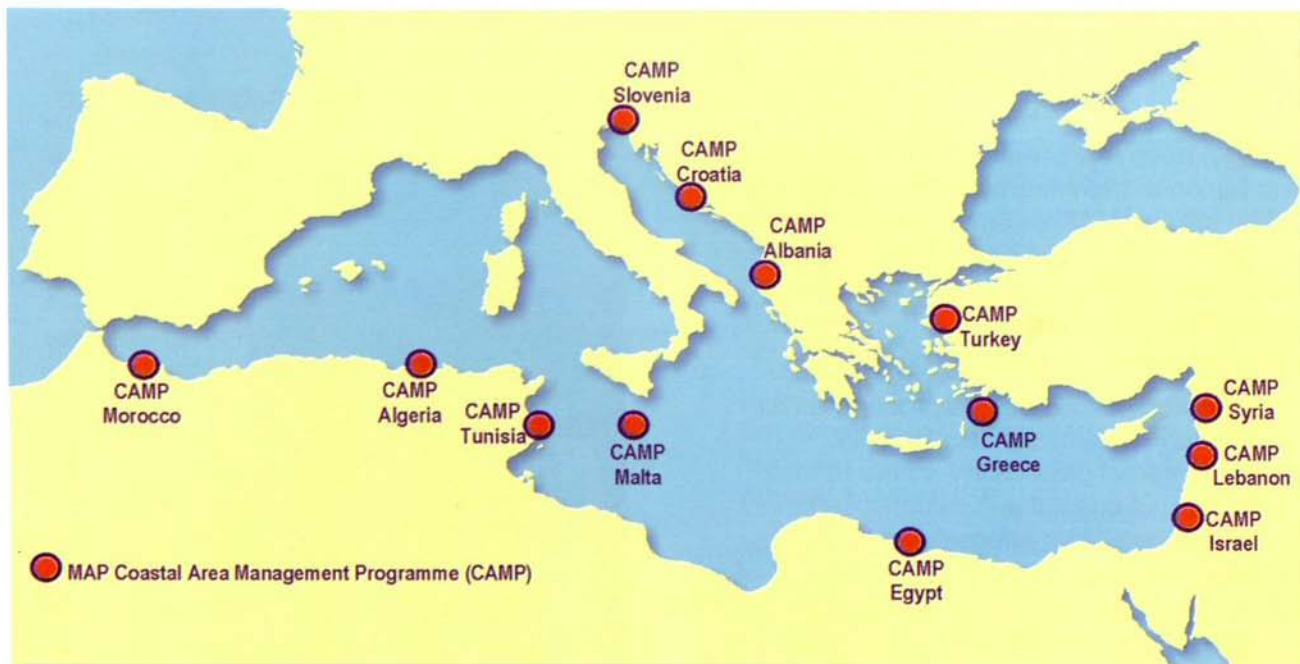 CAMP
Slovenia
CAMP
Croatia
CAMP
Albania
CAMP
Turkey
CAMP
Morocco
CAMP
Algeria
CAMP
Tunisia
CAMP
Malta
CAMP
Greece
CAMP
Syria
CAMP
Lebanon
CAMP
Israel
CAMP
Egypt
MAP Coastal Area Management Programme (CAMP)